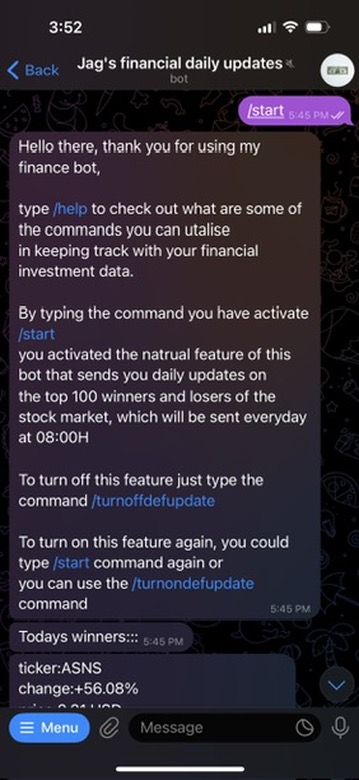 3:52
Back
Jag's financial daily updates
bot
/start 5:45 PM
Hello there, thank you for using my
finance bot,
type /help to check out what are some of
the commands you can utalise
in keeping track with your financial
investment data.
By typing the command you have activate
/start
you activated the natrual feature of this
bot that sends you daily updates on
the top 100 winners and losers of the
stock market, which will be sent everyday
at 08:00H
To turn off this feature just type the
command /turnoffdefupdate
To turn on this feature again, you could
type /start command again or
you can use the /turnondefupdate
command
5:45 PM
Todays winners::: 5:45 PM
ticker:ASNS
change:+56.08%
Menu
Message